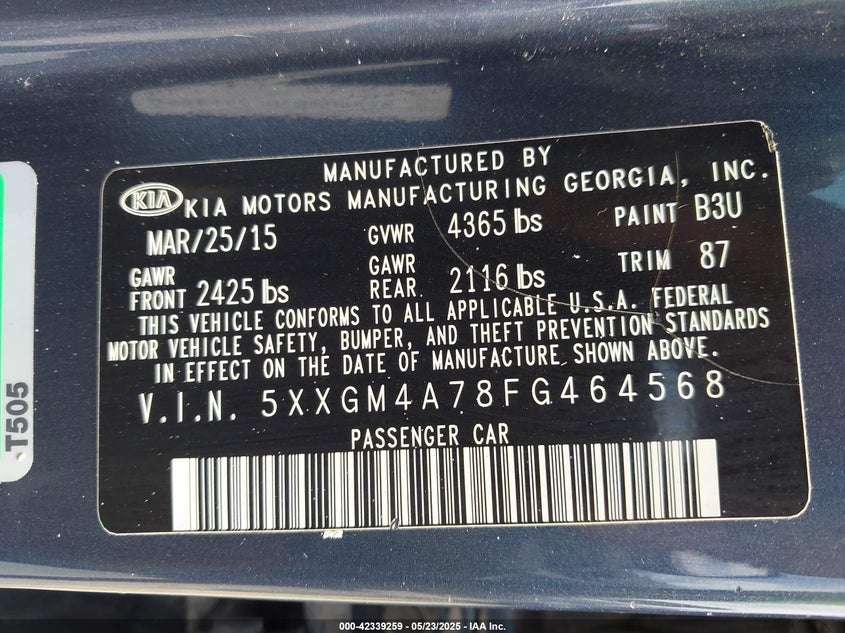 MANUFACTURED BY
KIA KIA MOTORS MANUFACTURING GEORGIA, INC.
MAR/25/15 GVWR 4365 lbs PAINT B3U
GAWR FRONT 2425 lbs GAWR REAR 2116 lbs TRIM 87
THIS VEHICLE CONFORMS TO ALL APPLICABLE U.S.A. FEDERAL
MOTOR VEHICLE SAFETY, BUMPER, AND THEFT PREVENTION STANDARDS
IN EFFECT ON THE DATE OF MANUFACTURE SHOWN ABOVE.
V.I.N. 5XXGM4A78FG464568
PASSENGER CAR
T505
000-42339259 - 05/23/2025 - IAA Inc.